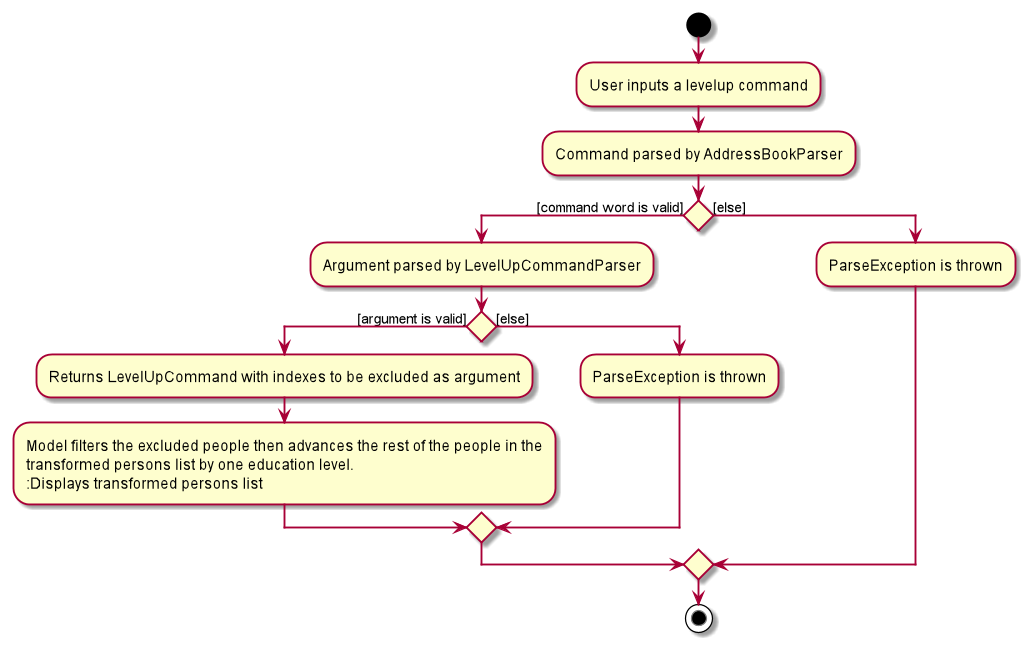 User inputs a levelup command
Command parsed by AddressBookParser
[command word is valid]
[else]
Argument parsed by LevelUpCommandParser
ParseException is thrown
[argument is valid]
[else]
Returns LevelUpCommand with indexes to be excluded as argument
ParseException is thrown
Model filters the excluded people then advances the rest of the people in the
transformed persons list by one education level.
:Displays transformed persons list